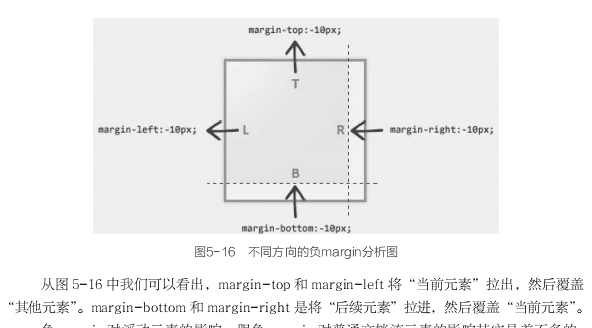 margin-top:-10px;
T
margin-left:-10px;
L
R
margin-right:-10px;
B
margin-bottom:-10px;
图5-16 不同方向的负margin分析图
从图 5-16 中我们可以看出，margin-top 和 margin-left 将“当前元素”拉出，然后覆盖
“其他元素”。margin-bottom 和 margin-right 是将“后续元素”拉进，然后覆盖“当前元素”。